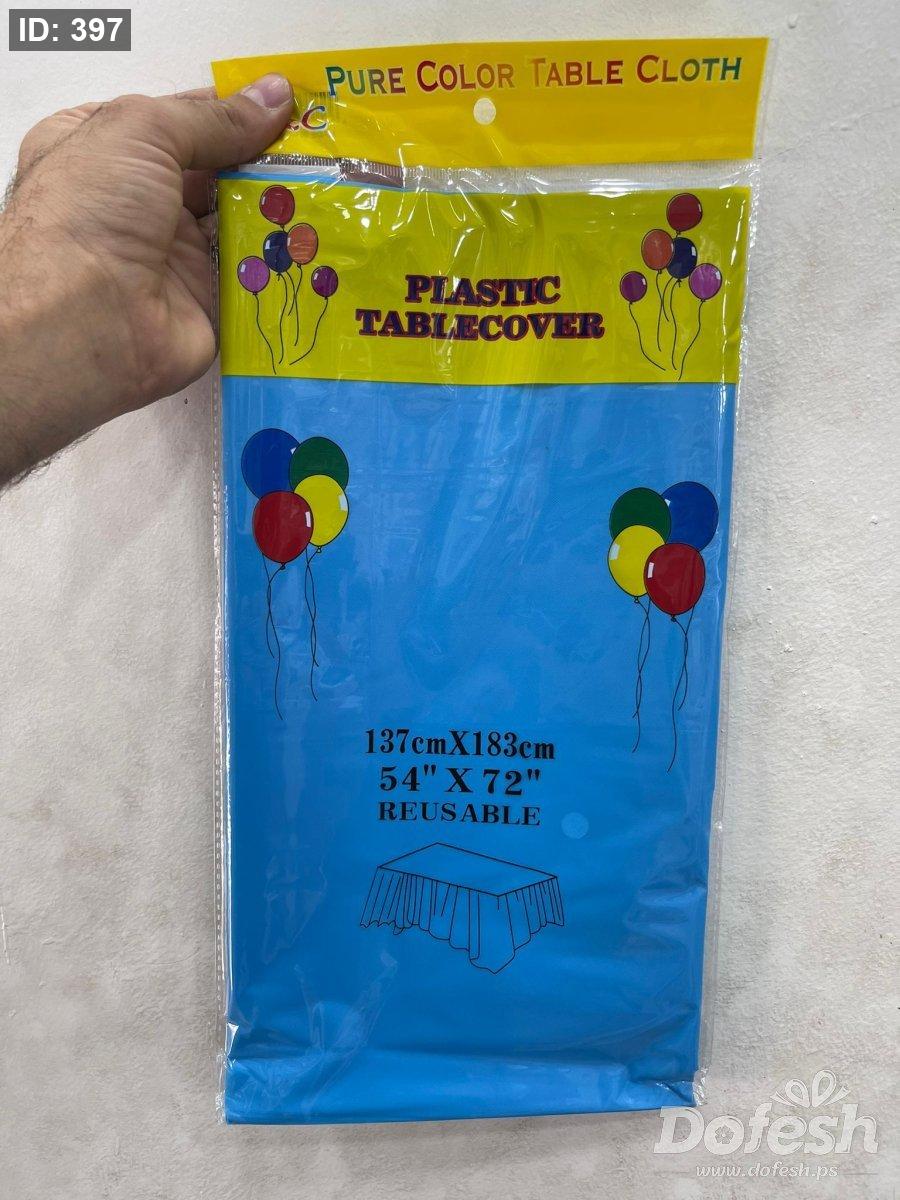 ID: 397
PURE COLOR TABLE CLOTH
PLASTIC
TABLECOVER
137cmX183cm
54" X 72"
REUSABLE
Dofesh
www.dofesh.ps